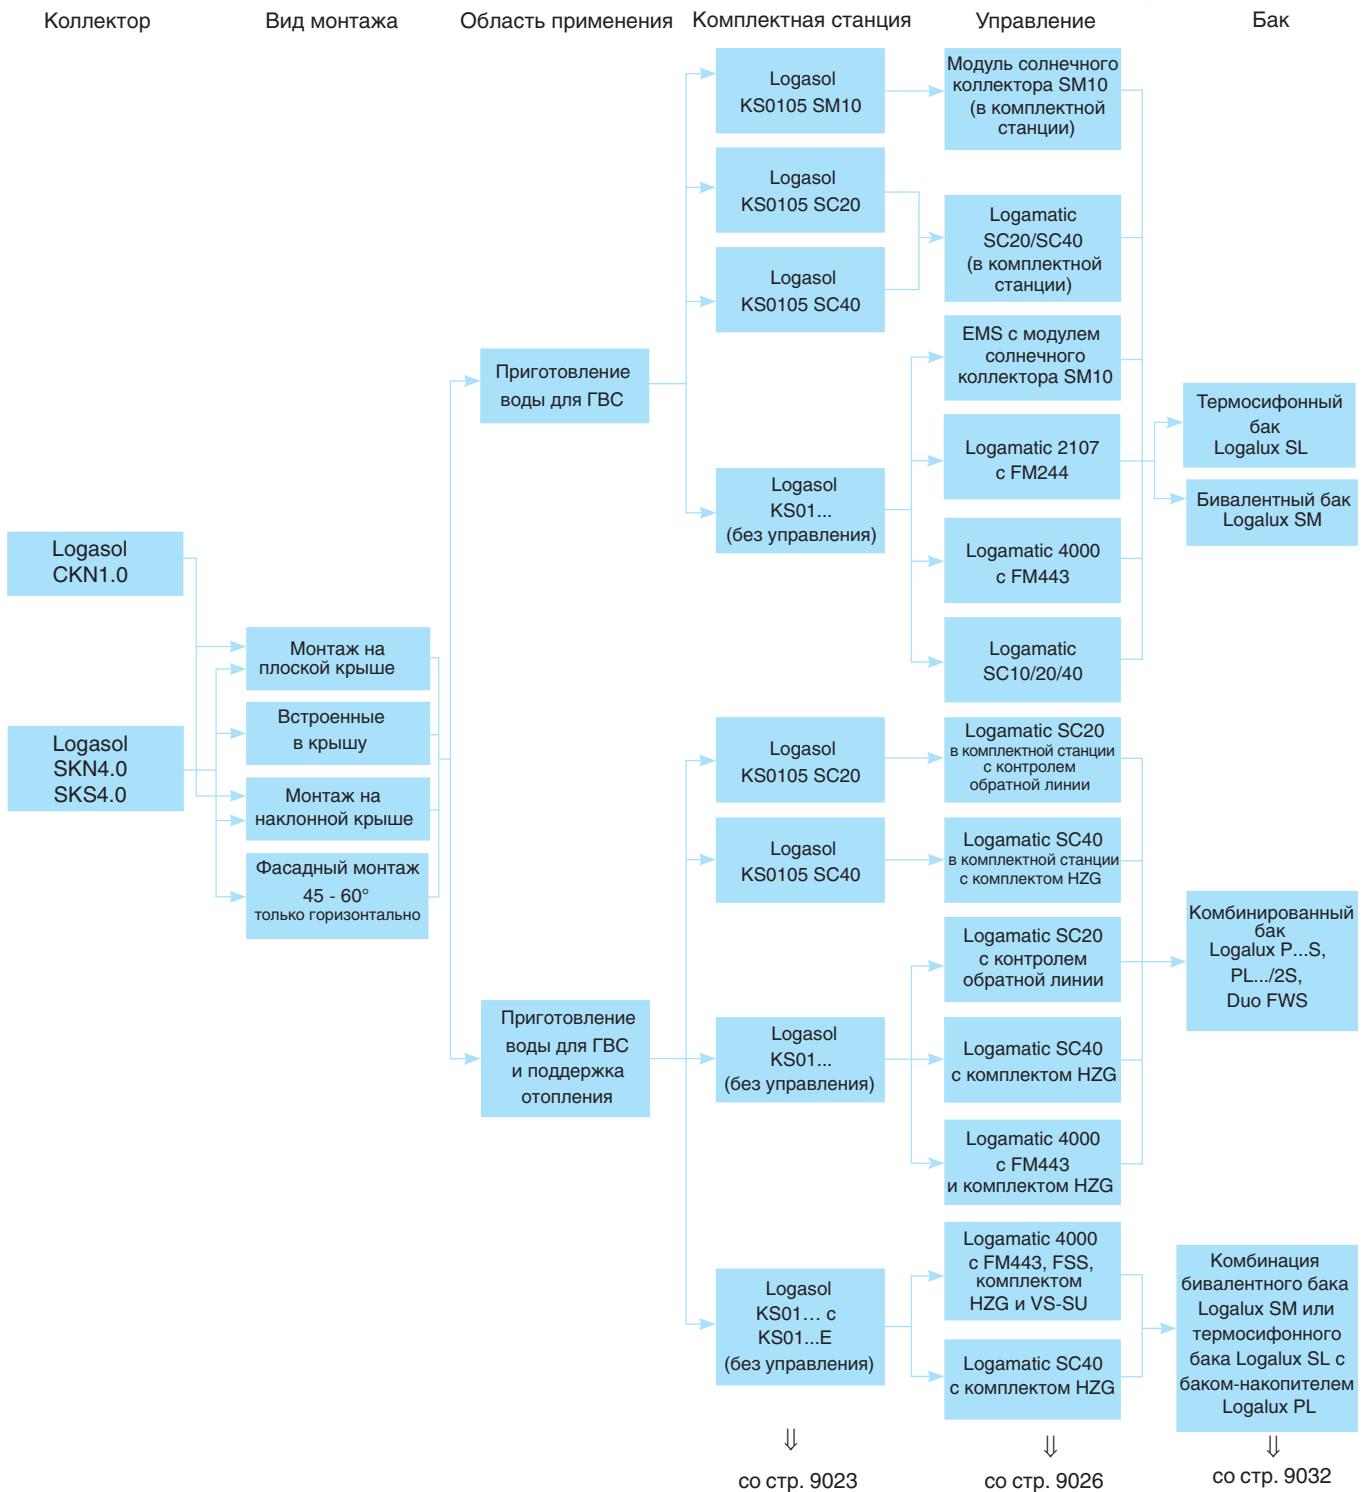 Коллектор
Вид монтажа
Область применения
Комплектная станция
Управление
Бак
Logasol
CKN1.0
Logasol
SKN4.0
SKS4.0
Монтаж на
плоской крыше
Встроенные
в крышу
Монтаж на
наклонной крыше
Фасадный монтаж
45 - 60°
только горизонтально
Приготовление
воды для ГВС
Приготовление
воды для ГВС
и поддержка
отопления
Logasol
KS0105 SM10
Logasol
KS0105 SC20
Logasol
KS0105 SC40
Logasol
KS01...
(без управления)
Logasol
KS0105 SC20
Logasol
KS0105 SC40
Logasol
KS01...
(без управления)
Logasol
KS01... с
KS01...E
(без управления)
⇓
со стр. 9023
Модуль солнечного
коллектора SM10
(в комплектной
станции)
Logamatic
SC20/SC40
(в комплектной
станции)
EMS с модулем
солнечного
коллектора SM10
Logamatic 2107
с FM244
Logamatic 4000
с FM443
Logamatic
SC10/20/40
Logamatic SC20
в комплектной станции
с контролем
обратной линии
Logamatic SC40
в комплектной станции
с комплектом HZG
Logamatic SC20
с контролем
обратной линии
Logamatic SC40
с комплектом HZG
Logamatic 4000
с FM443
и комплектом HZG
Logamatic 4000
с FM443, FSS,
комплектом
HZG и VS-SU
Logamatic SC40
с комплектом HZG
⇓
со стр. 9026
Термосифонный
бак
Logalux SL
Бивалентный бак
Logalux SM
Комбинированный
бак
Logalux P...S,
PL.../2S,
Duo FWS
Комбинация
бивалентного бака
Logalux SM или
термосифонного
бака Logalux SL с
баком-накопителем
Logalux PL
⇓
со стр. 9032